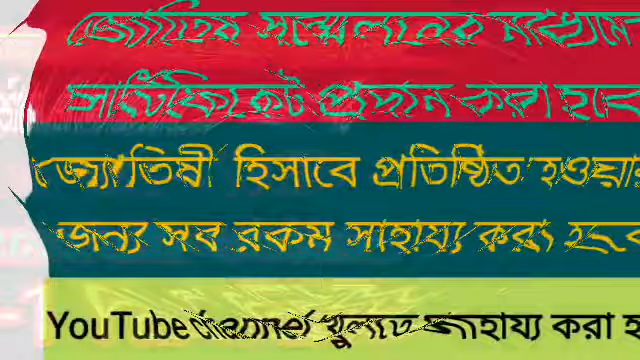 জ্যোতিষ সম্মেলনের মাধ্যমে
সার্টিফিকেট প্রদান করা হবে
জ্যোতিষী হিসাবে প্রতিষ্ঠিত হওয়ার
জন্য সব রকম সাহায্য করা হবে
YouTube channel খুলতে সাহায্য করা হ